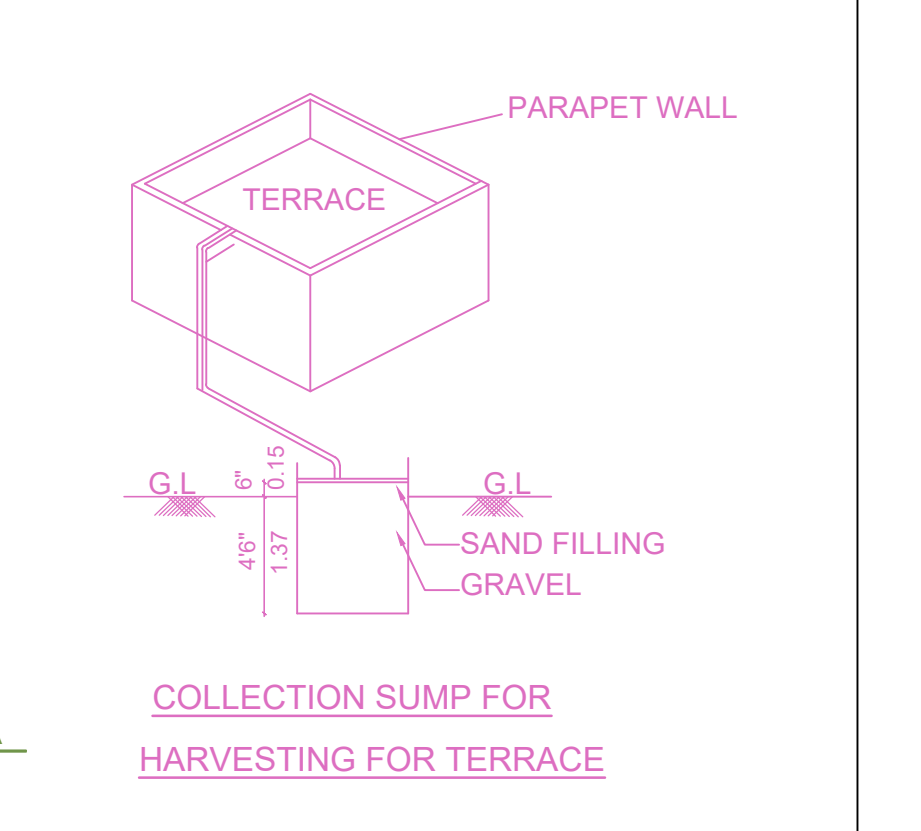 PARAPET WALL
TERRACE
G.L
6"
0.15
G.L
4'6"
1.37
SAND FILLING
GRAVEL
COLLECTION SUMP FOR
HARVESTING FOR TERRACE